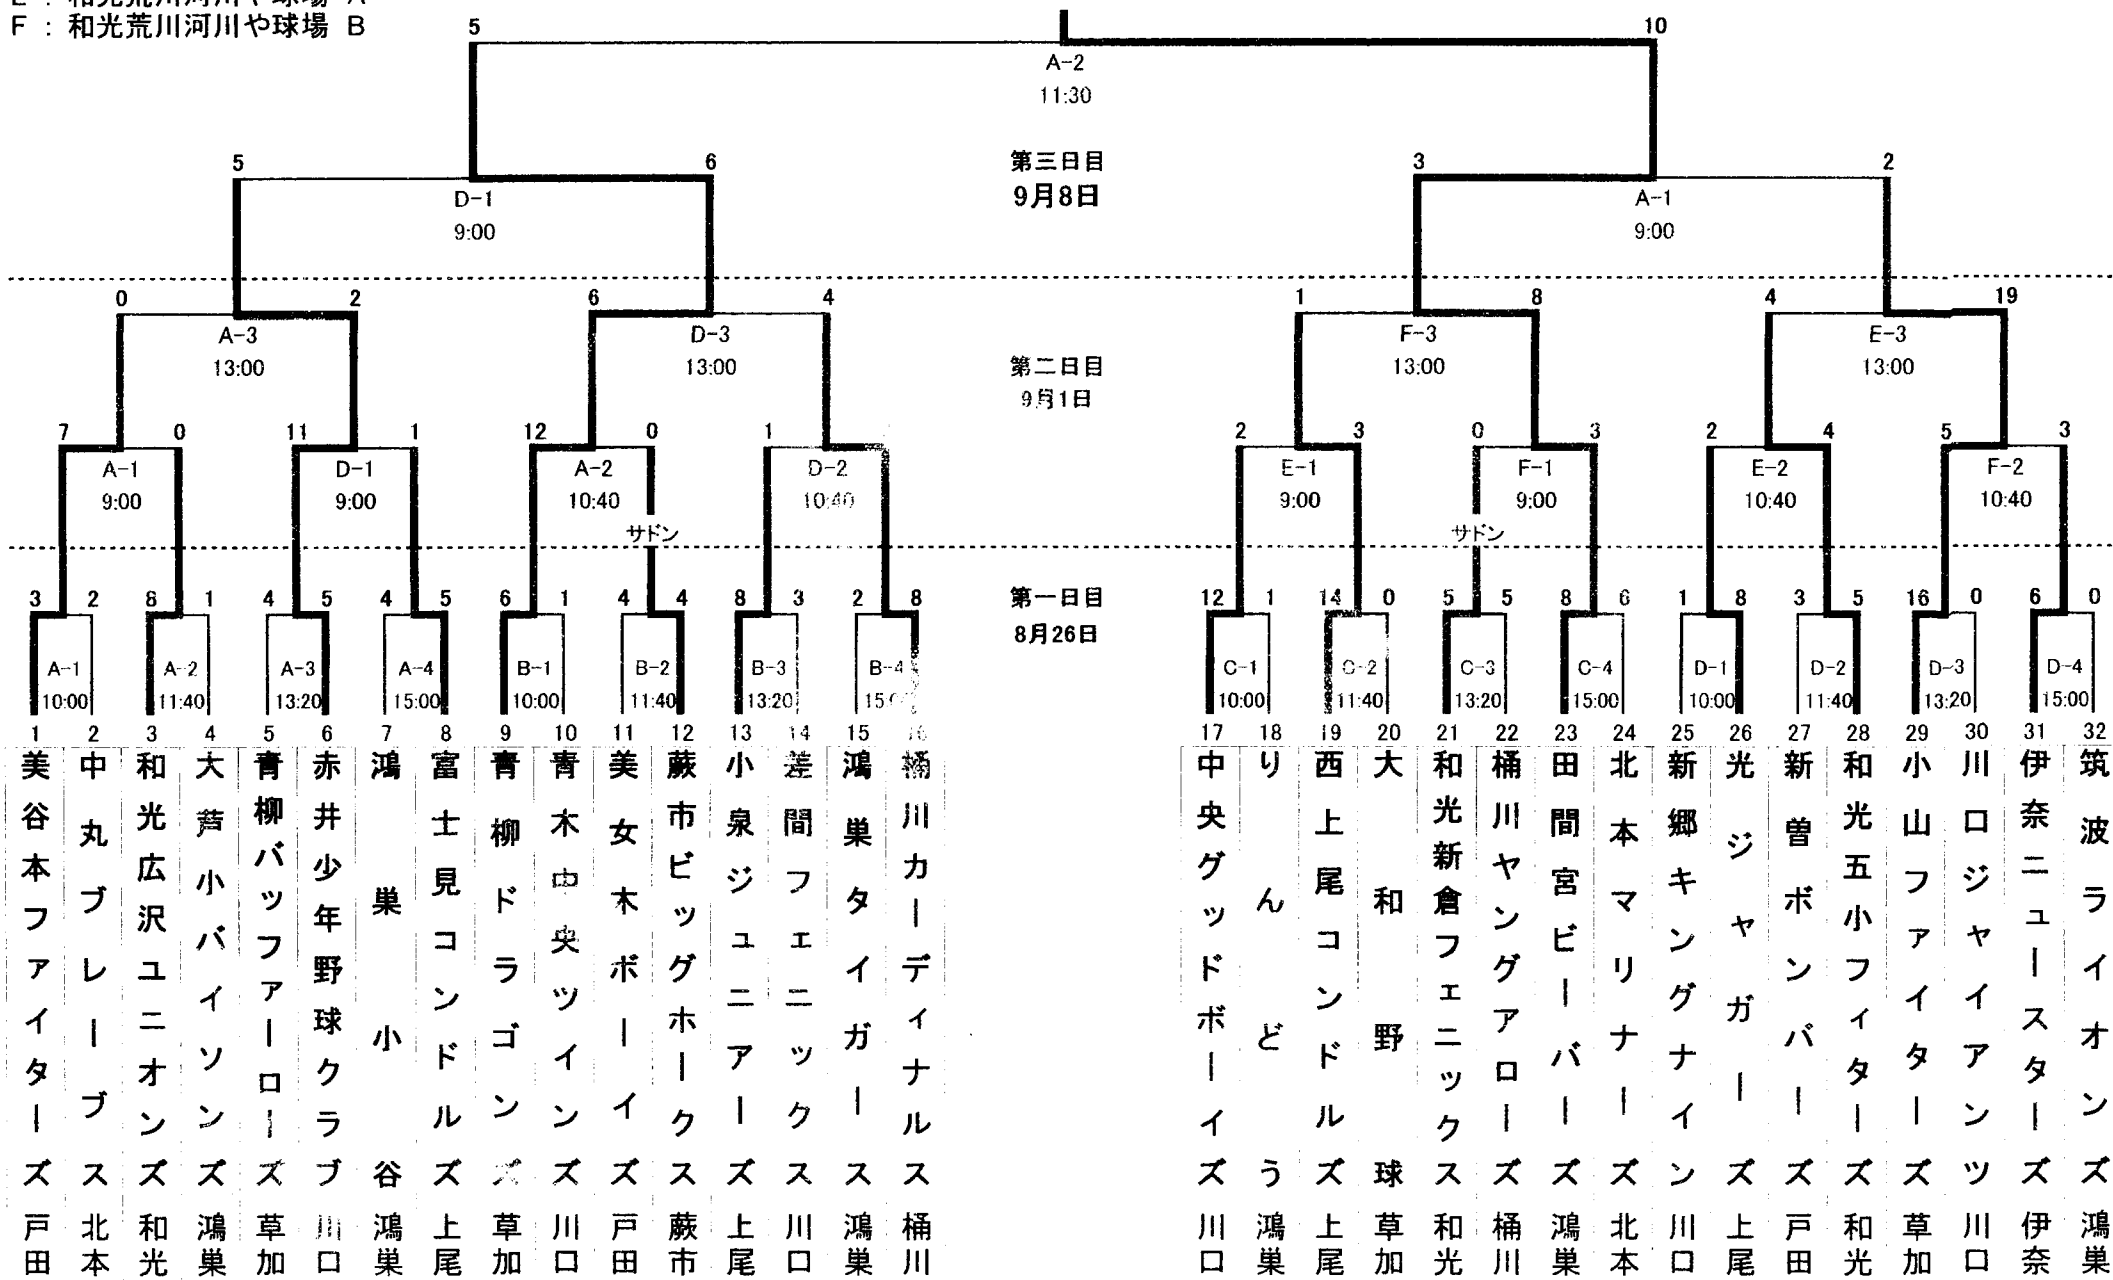 F : 和光荒川河川や球場 B
5 10
A-2
11:30
5 6 第三日目 3 2
D-1 9月8日 A-1
9:00 9:00
0 2 6 4 1 8 4 19
A-3 D-3 F-3 E-3
13:00 13:00 第二日目 13:00 13:00
9月1日
7 0 11 1 12 0 1 2 3 0 3 2 4 5 3
A-1 D-1 A-2 D-2 E-1 F-1 E-2 F-2
9:00 9:00 10:40 10:40 9:00 9:00 10:40 10:40
サドン サドン
3 2 8 1 4 5 4 5 6 1 4 4 8 3 2 8 第一日目 12 1 14 0 5 5 8 6 1 8 3 5 16 0 6 0
8月26日
A-1 A-2 A-3 A-4 B-1 B-2 B-3 B-4 C-1 C-2 C-3 C-4 D-1 D-2 D-3 D-4
10:00 11:40 13:20 15:00 10:00 11:40 13:20 10:00 11:40 13:20 15:00 10:00 11:40 13:20 15:00
1 美谷本ファイターズ 戸田
2 中丸ブレーブス 北本
3 和光広沢ユニオンズ 和光
4 大芦小バイソンズ 鴻巣
5 青柳バッファーローズ 草加
6 赤井少年野球クラブ 川口
7 鴻巣小谷 鴻巣
8 富士見コンドルズ 上尾
9 青柳ドラゴンズ 草加
10 青木中央ツインズ 川口
11 美女木ボーイズ 戸田
12 蕨市ビッグホークス 蕨市
13 小泉ジュニアーズ 上尾
14 差間フェニックス 川口
15 鴻巣タイガース 鴻巣
16 桶川カーディナルス 桶川
17 中央グッドボーイズ 川口
18 りんどう 鴻巣
19 西上尾コンドルズ 上尾
20 大和野球 草加
21 和光新倉フェニックス 和光
22 桶川ヤングアローズ 桶川
23 田間宮ビーバーズ 鴻巣
24 北本マリナーズ 北本
25 新郷キングナイン 川口
26 光ジャガーズ 上尾
27 新曽ボンバーズ 戸田
28 和光五小フィターズ 和光
29 小山ファイターズ 草加
30 川口ジャイアンツ 川口
31 伊奈ニュースターズ 伊奈
32 筑波ライオンズ 鴻巣